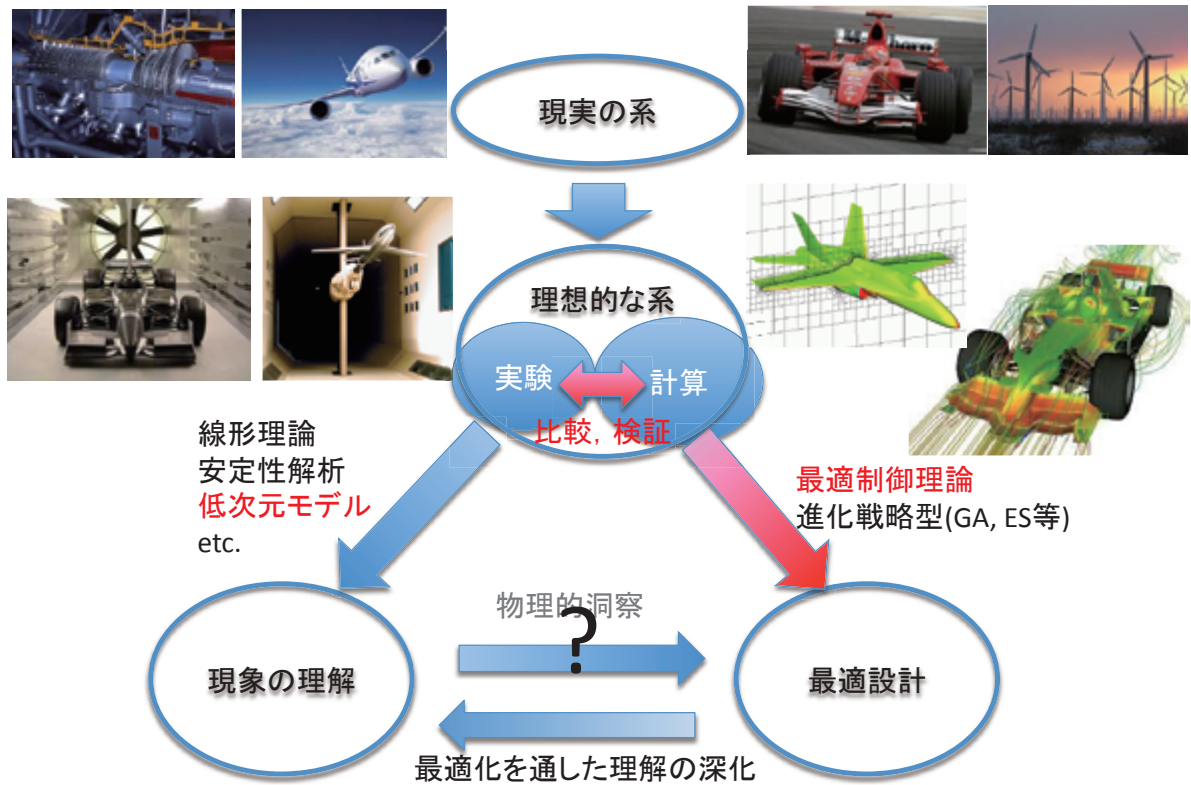 現実の系
理想的な系
実験
計算
比較, 検証
線形理論
安定性解析
低次元モデル
etc.
最適制御理論
進化戦略型(GA, ES等)
物理的洞察
?
現象の理解
最適設計
最適化を通した理解の深化